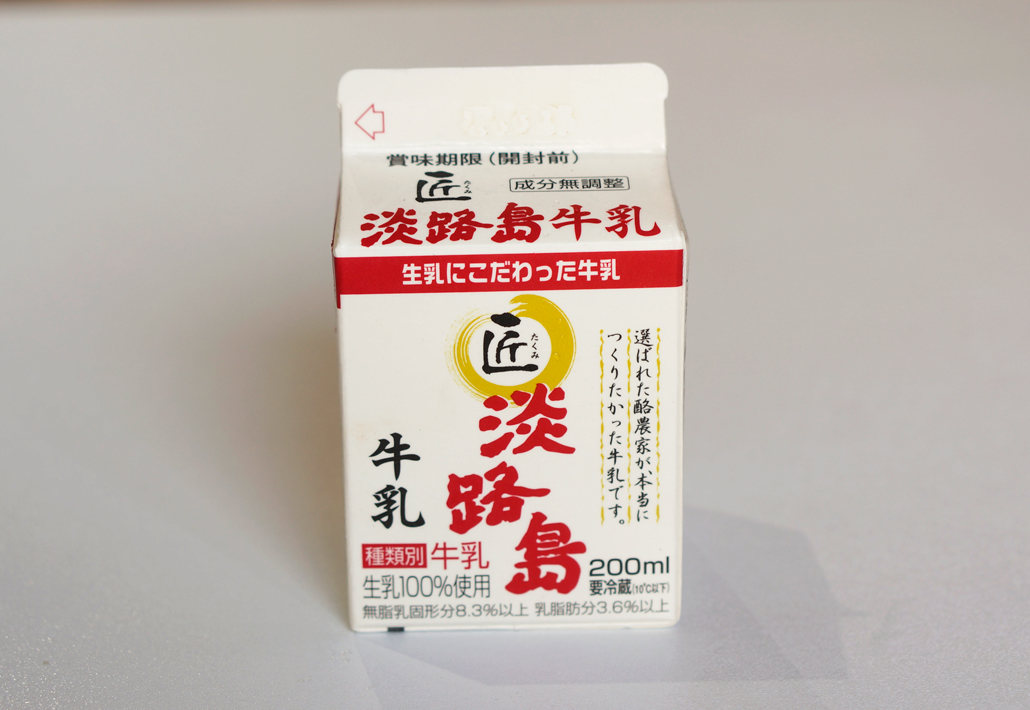 賞味期限(開封前)
匠 たくみ
成分無調整
淡路島牛乳
生乳にこだわった牛乳
匠 たくみ
淡路島
牛乳
選ばれた酪農家が、本当に
つくりたかった牛乳です。
種類別 牛乳
生乳100%使用
無脂乳固形分8.3%以上 乳脂肪分3.6%以上
200ml
要冷蔵(10℃以下)